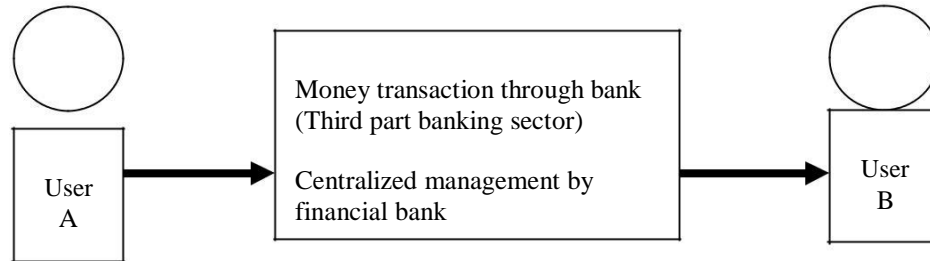 User
A
Money transaction through bank
(Third part banking sector)
Centralized management by
financial bank
User
B